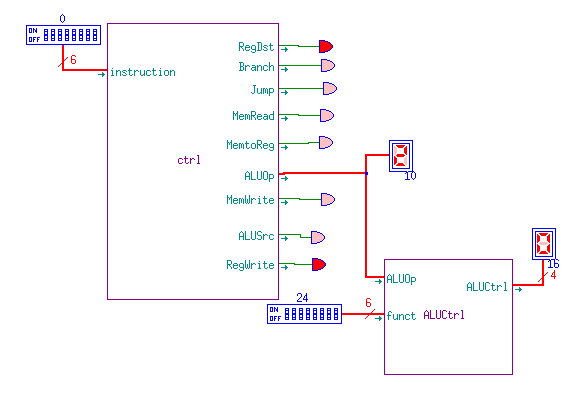 0
ON
OFF
6
instruction
ctrl
RegDst
Branch
Jump
MemRead
MemtoReg
ALUOp
MemWrite
ALUSrc
RegWrite
2
10
24
ON
OFF
6
ALUOp
funct
ALUCtrl
ALUCtrl
0
16
4